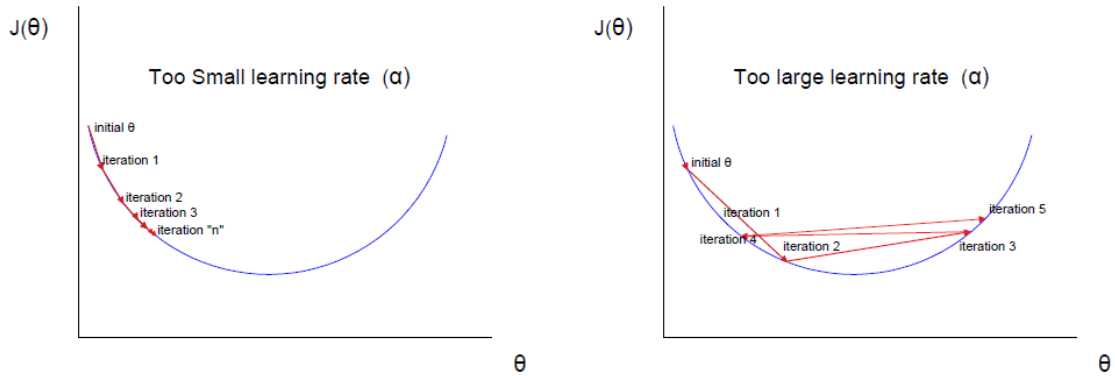 J(θ)
Too Small learning rate (α)
initial θ
iteration 1
iteration 2
iteration 3
iteration "n"
θ
J(θ)
Too large learning rate (α)
initial θ
iteration 1
iteration 5
iteration 4
iteration 2
iteration 3
θ